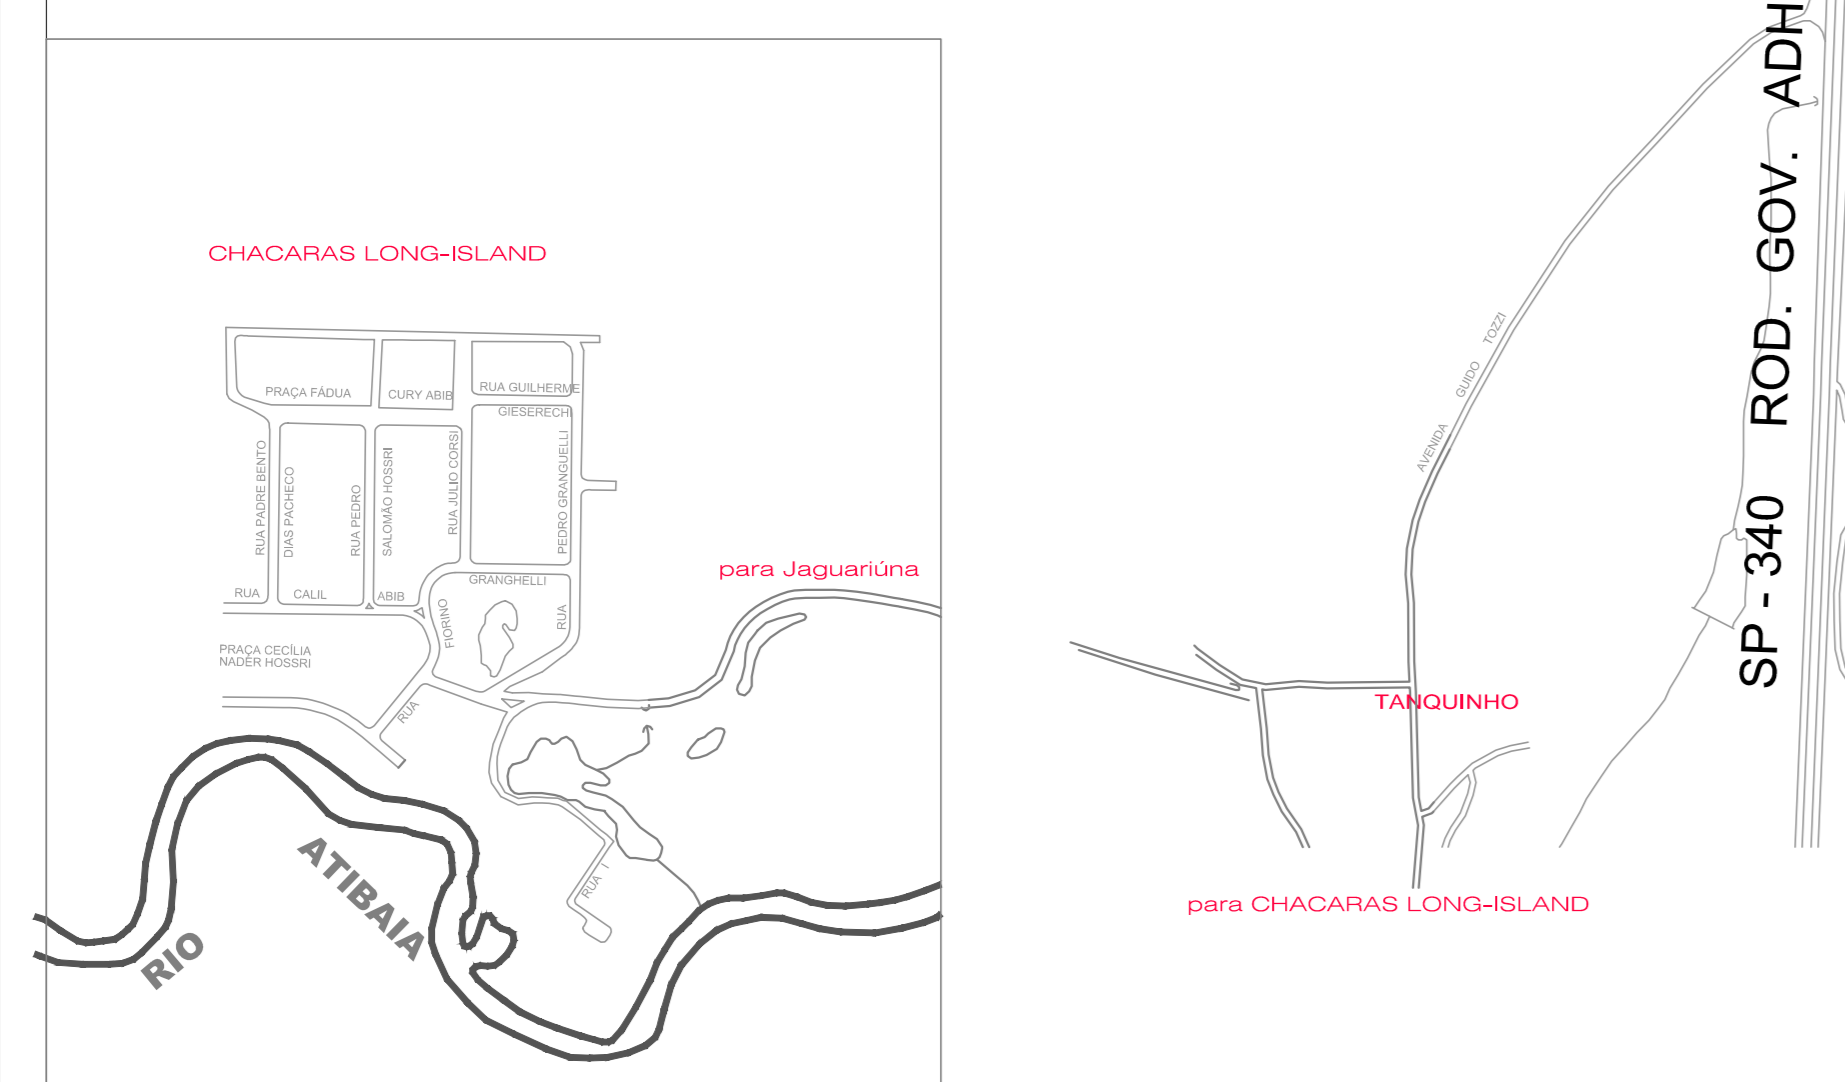 CHACARAS LONG-ISLAND
PRAÇA FÁDUA
CURY ABIB
RUA GUILHERME
GIESERECHI
RUA PADRE BENTO
DIAS PACHECO
RUA PEDRO
SALOMÃO HOSSRI
RUA JULIO CORSI
PEDRO GRANGUELLI
RUA
RUA CALIL ABIB
GRANGHELLI
FIORINO
RUA
PRAÇA CECÍLIA
NADER HOSSRI
para Jaguariúna
RUA I
RIO ATIBAIA
AVENIDA GUIDO TOZZI
TANQUINHO
para CHACARAS LONG-ISLAND
SP - 340 ROD. GOV. ADH